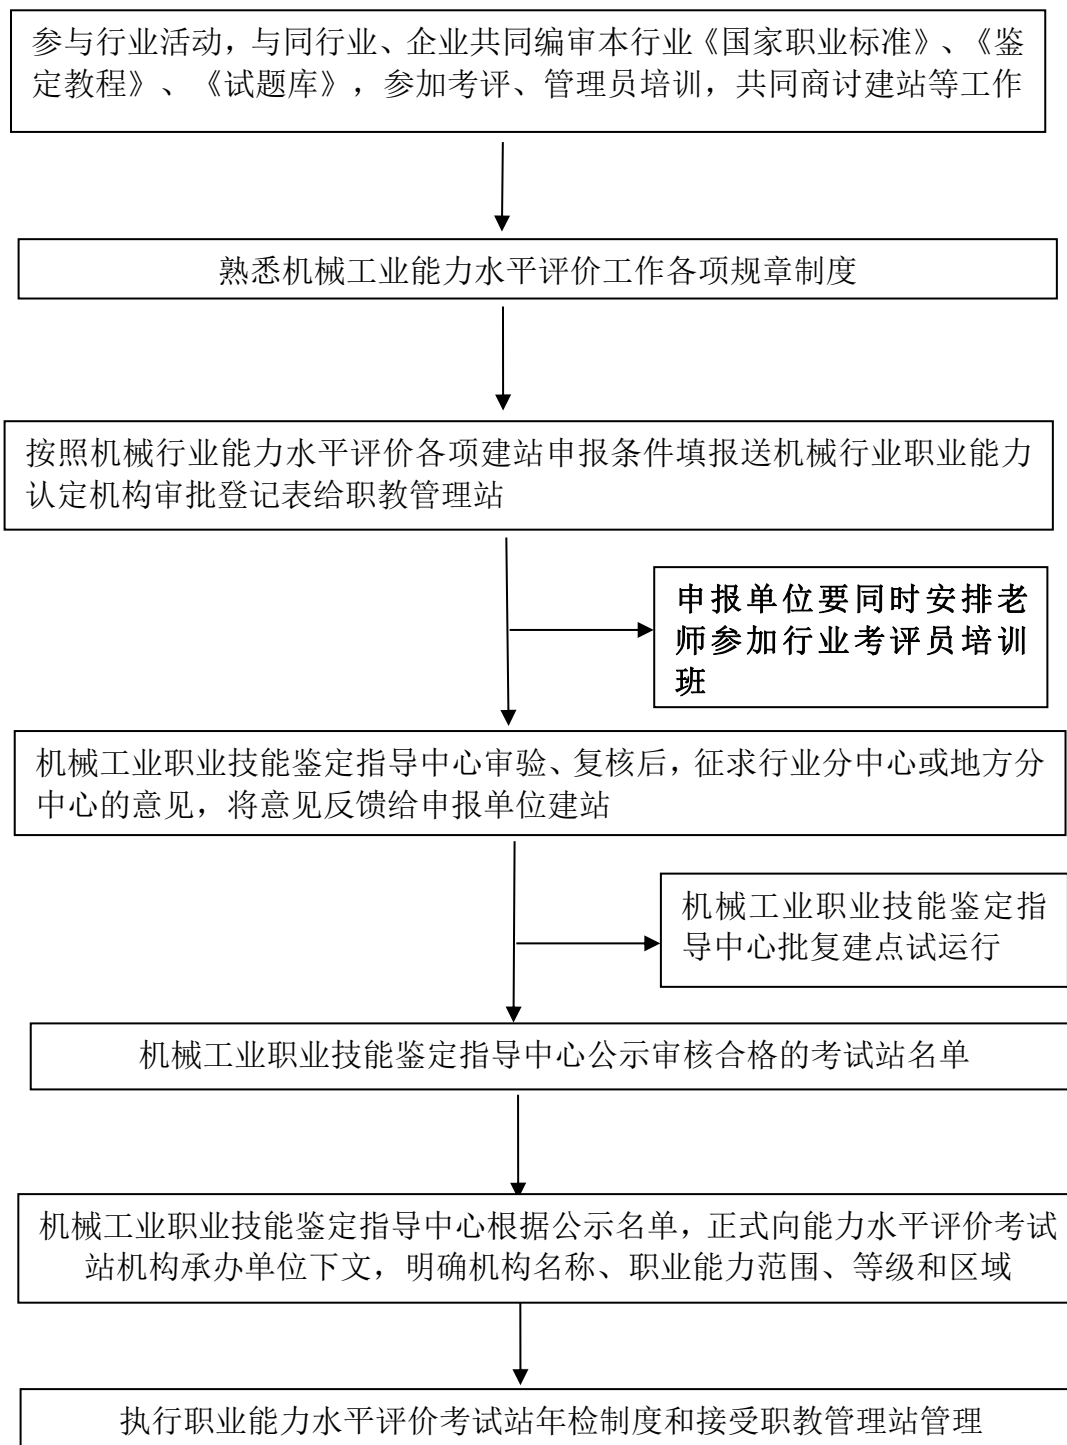 参与行业活动，与同行业、企业共同编审本行业《国家职业标准》、《鉴
定教程》、《试题库》，参加考评、管理员培训，共同商讨建站等工作
熟悉机械工业能力水平评价工作各项规章制度
按照机械行业能力水平评价各项建站申报条件填报送机械行业职业能力
认定机构审批登记表给职教管理站
申报单位要同时安排老
师参加行业考评员培训
班
机械工业职业技能鉴定指导中心审验、复核后，征求行业分中心或地方分
中心的意见，将意见反馈给申报单位建站
机械工业职业技能鉴定指
导中心批复建点试运行
机械工业职业技能鉴定指导中心公示审核合格的考试站名单
机械工业职业技能鉴定指导中心根据公示名单，正式向能力水平评价考试
站机构承办单位下文，明确机构名称、职业能力范围、等级和区域
执行职业能力水平评价考试站年检制度和接受职教管理站管理